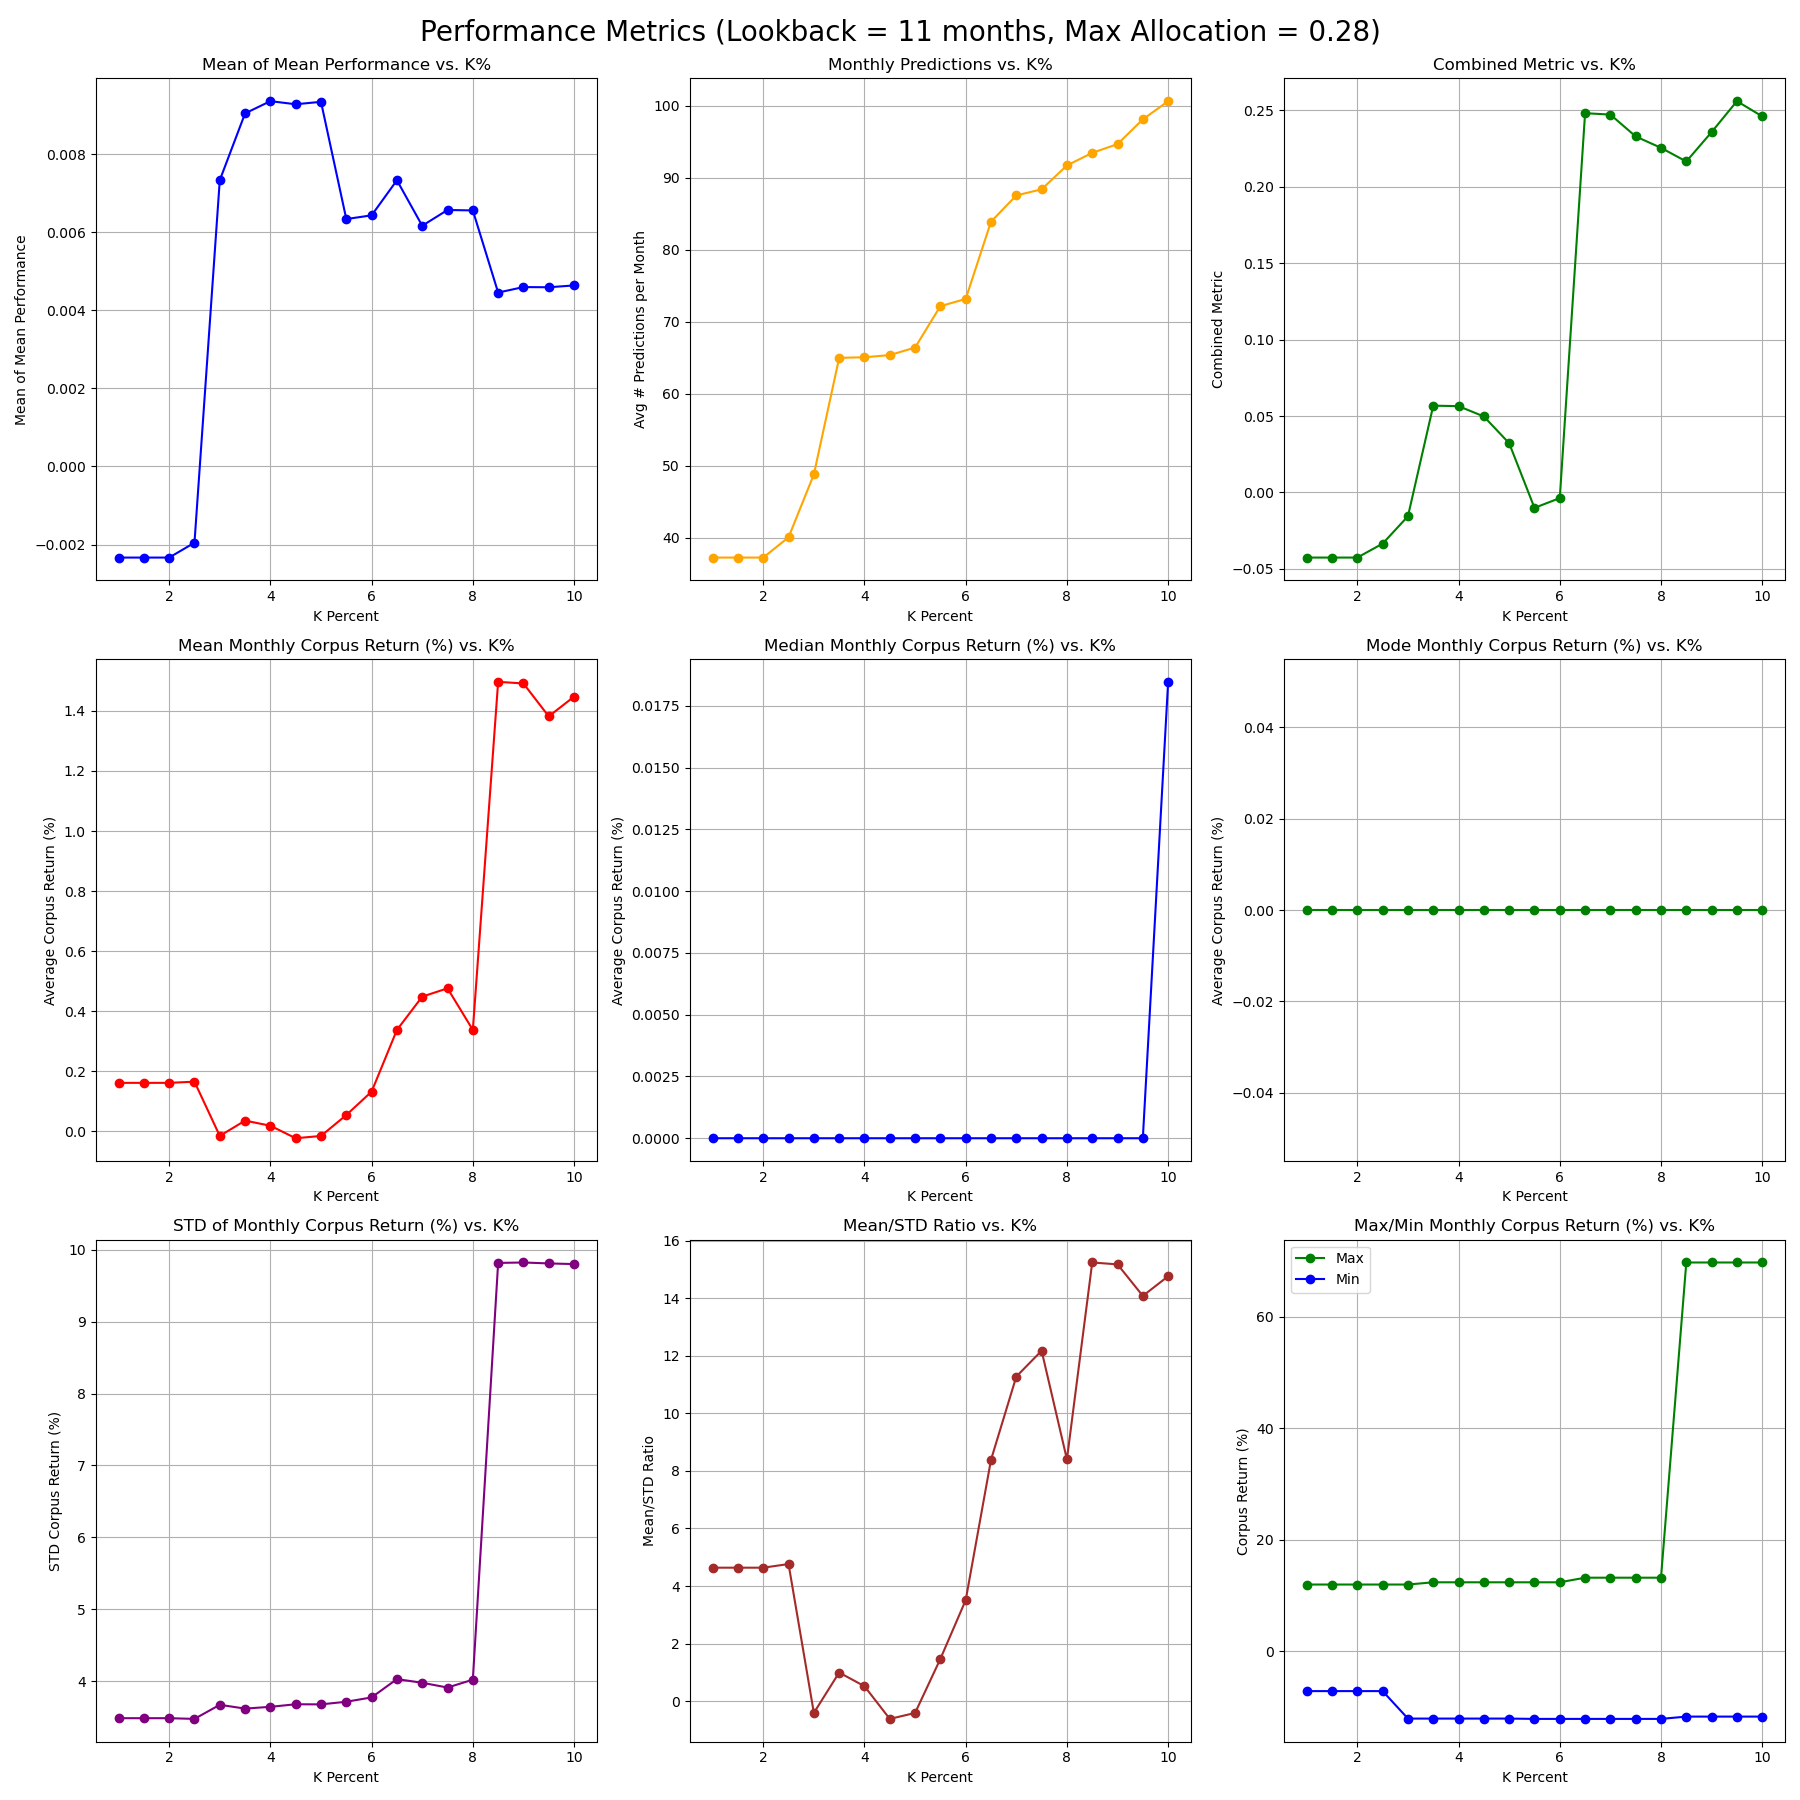 Performance Metrics (Lookback = 11 months, Max Allocation = 0.28)
Mean of Mean Performance vs. K%
Mean of Mean Performance
0.008
0.006
0.004
0.002
0.000
−0.002
2 4 6 8 10
K Percent
Monthly Predictions vs. K%
Avg # Predictions per Month
100
90
80
70
60
50
40
2 4 6 8 10
K Percent
Combined Metric vs. K%
Combined Metric
0.25
0.20
0.15
0.10
0.05
0.00
−0.05
2 4 6 8 10
K Percent
Mean Monthly Corpus Return (%) vs. K%
Average Corpus Return (%)
1.4
1.2
1.0
0.8
0.6
0.4
0.2
0.0
2 4 6 8 10
K Percent
Median Monthly Corpus Return (%) vs. K%
Average Corpus Return (%)
0.0175
0.0150
0.0125
0.0100
0.0075
0.0050
0.0025
0.0000
2 4 6 8 10
K Percent
Mode Monthly Corpus Return (%) vs. K%
Average Corpus Return (%)
0.04
0.02
0.00
−0.02
−0.04
2 4 6 8 10
K Percent
STD of Monthly Corpus Return (%) vs. K%
STD Corpus Return (%)
10
9
8
7
6
5
4
2 4 6 8 10
K Percent
Mean/STD Ratio vs. K%
Mean/STD Ratio
16
14
12
10
8
6
4
2
0
2 4 6 8 10
K Percent
Max/Min Monthly Corpus Return (%) vs. K%
Max
Min
Corpus Return (%)
60
40
20
0
2 4 6 8 10
K Percent